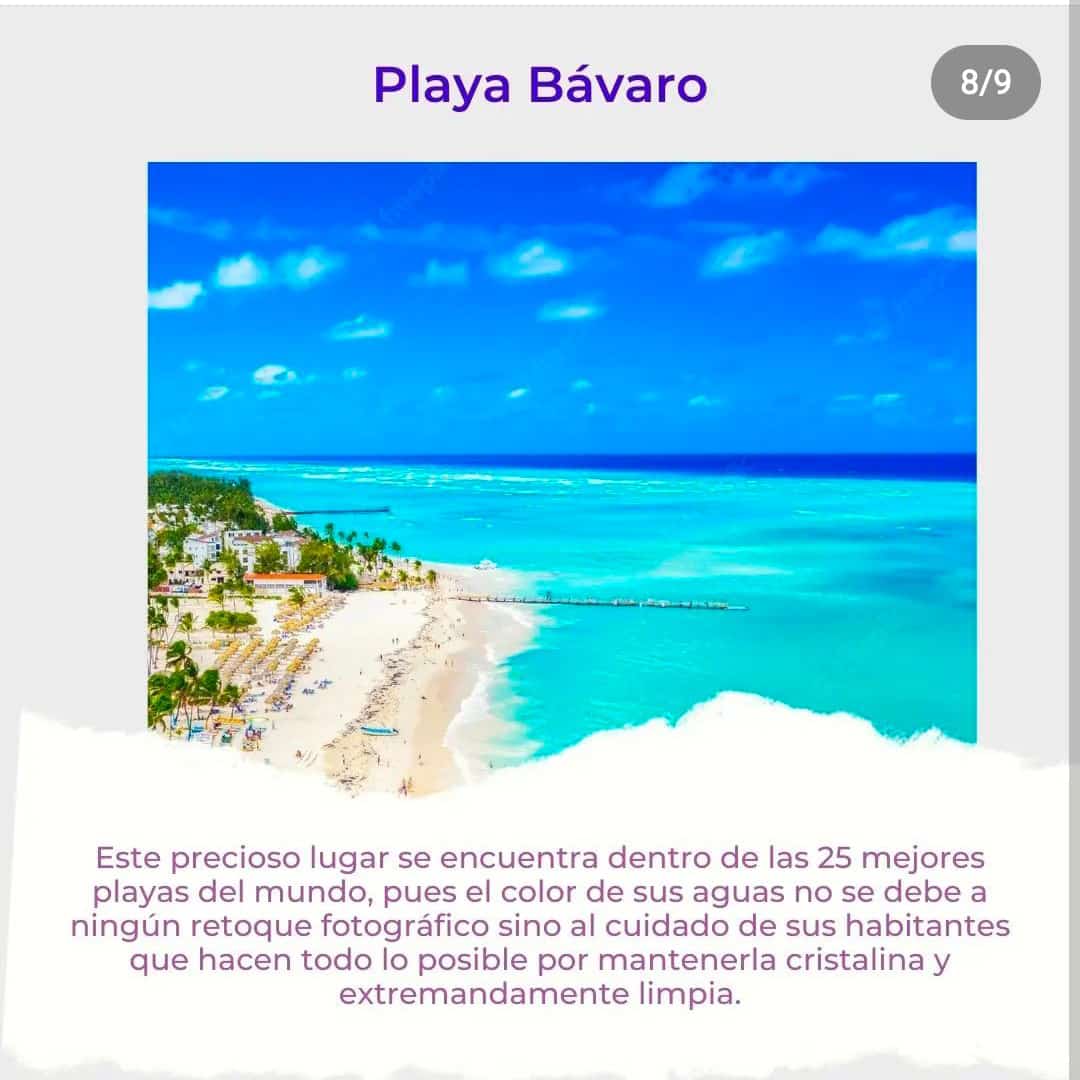 Playa Bávaro
8/9
Este precioso lugar se encuentra dentro de las 25 mejores
playas del mundo, pues el color de sus aguas no se debe a
ningún retoque fotográfico sino al cuidado de sus habitantes
que hacen todo lo posible por mantenerla cristalina y
extremandamente limpia.